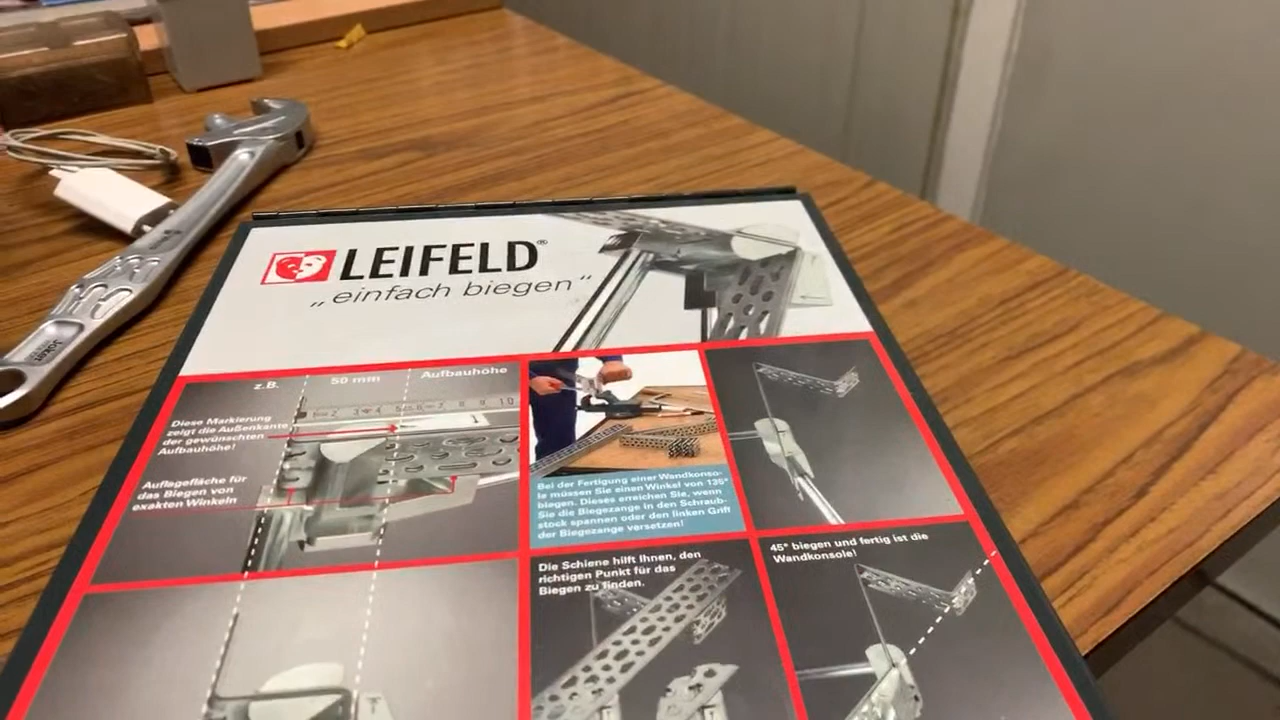 LEIFELD®
„einfach biegen“
z.B. 50 mm Aufbauhöhe
Diese Markierung
zeigt die Außenkante
der gewünschten
Aufbauhöhe!
Auflagefläche für
das Biegen von
exakten Winkeln
Bei der Fertigung einer Wandkonso-
le müssen Sie einen Winkel von 135°
biegen. Dieses erreichen Sie, wenn
Sie die Biegezange in den Schraub-
stock spannen oder den linken Griff
der Biegezange versetzen!
Die Schiene hilft Ihnen, den
richtigen Punkt für das
Biegen zu finden.
45° biegen und fertig ist die
Wandkonsole!
Joker